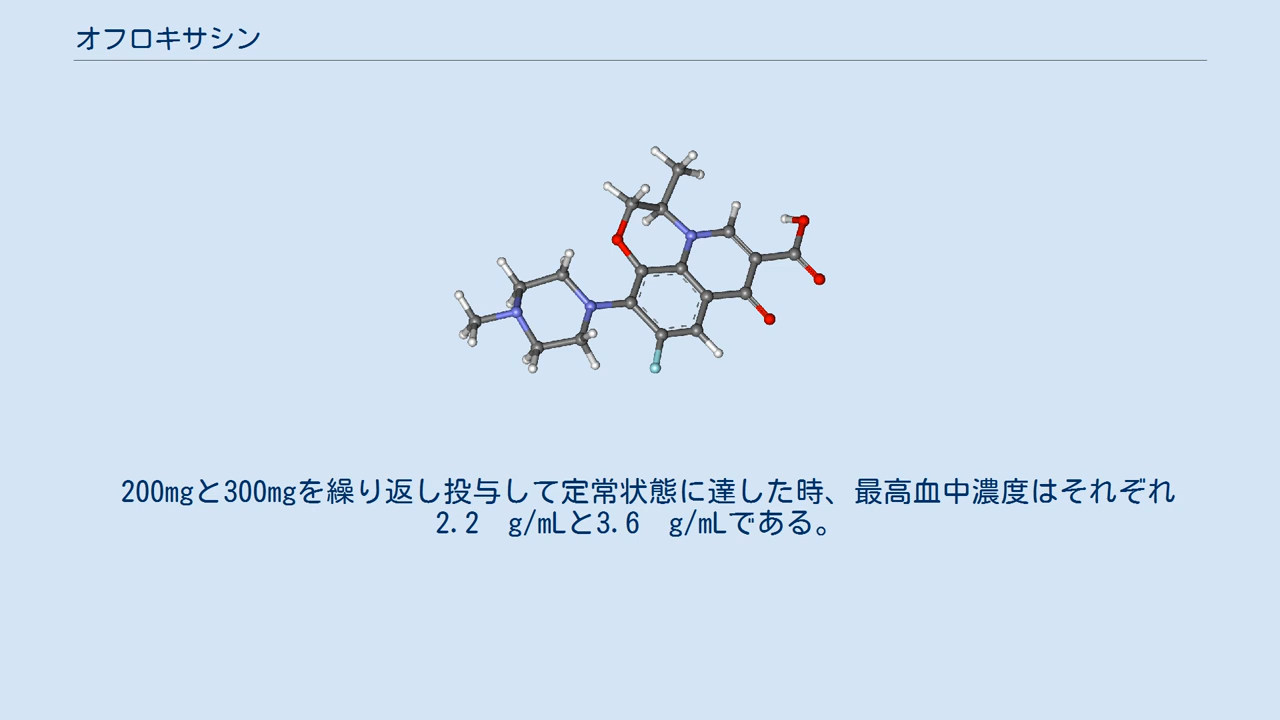 オフロキサシン
200mgと300mgを繰り返し投与して定常状態に達した時、最高血中濃度はそれぞれ
2.2　g/mLと3.6　g/mLである。